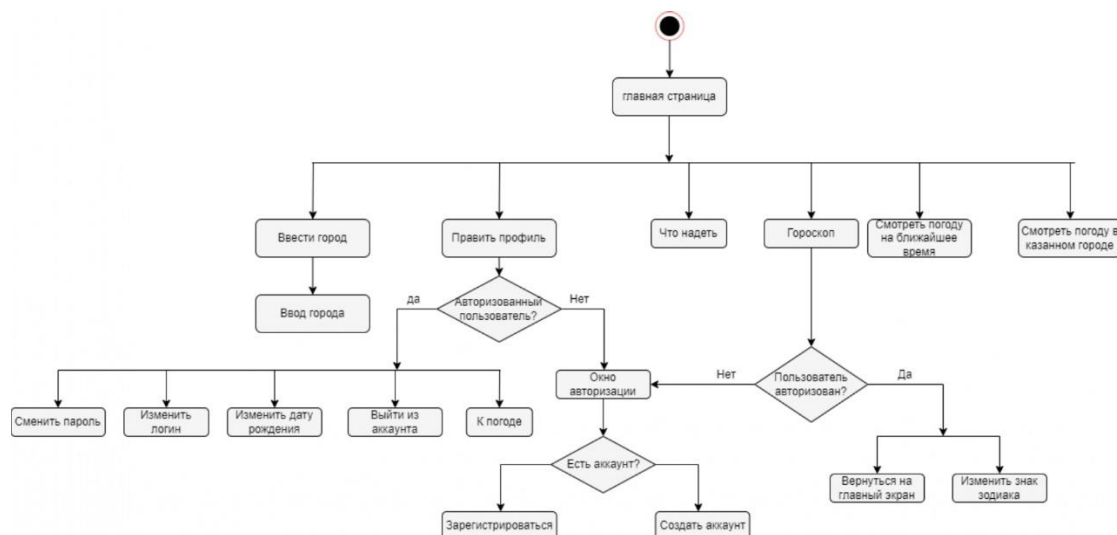 главная страница
Ввести город
Править профиль
Что надеть
Гороскоп
Смотреть погоду
на ближайшее
время
Смотреть погоду в
казанном городе
Ввод города
да
Авторизованный
пользователь?
Нет
Окно
авторизации
Нет
Пользователь
авторизован?
Да
Сменить пароль
Изменить
логин
Изменить дату
рождения
Выйти из
аккаунта
К погоде
Есть аккаунт?
Вернуться на
главный экран
Изменить знак
зодиака
Зарегистрироваться
Создать аккаунт